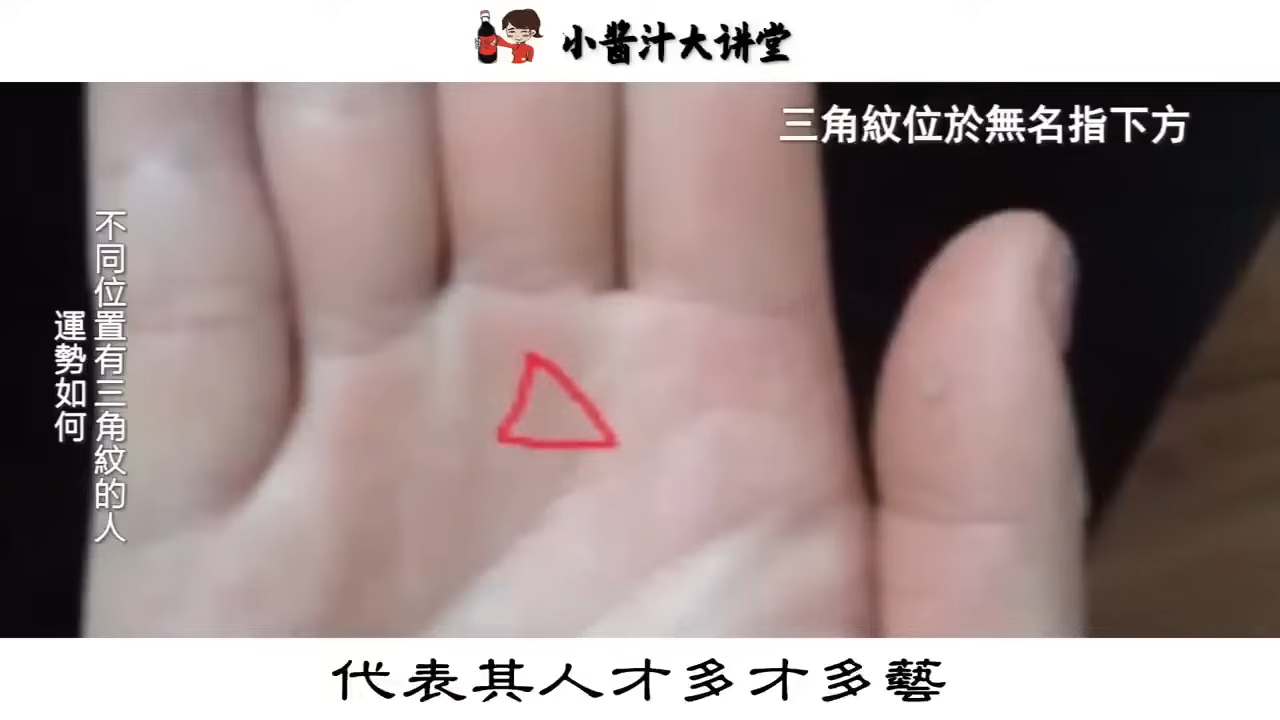 小醬汁大讲堂
三角紋位於無名指下方
不同位置有三角紋的人
運勢如何
代表其人才多才多藝